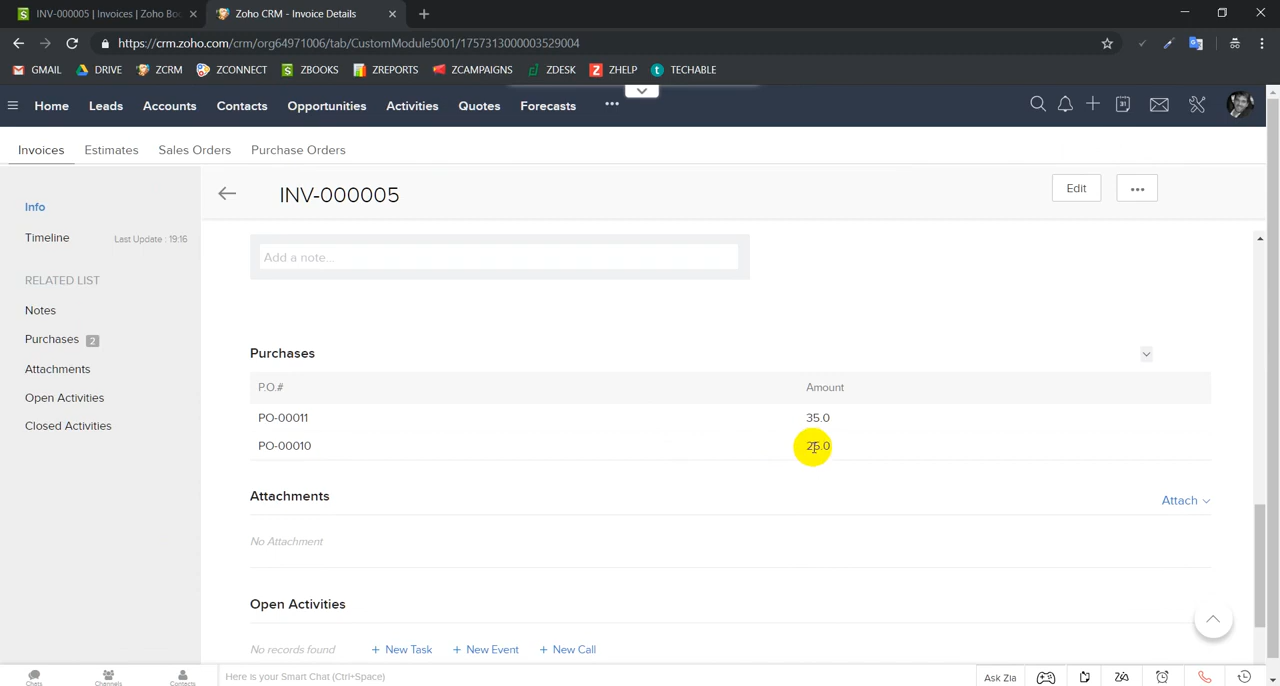 INV-000005 | Invoices | Zoho Boo
Zoho CRM - Invoice Details
https://crm.zoho.com/crm/org64971006/tab/CustomModule5001/1757313000003529004
GMAIL DRIVE ZCRM ZCONNECT ZBOOKS ZREPORTS ZCAMPAIGNS ZDESK ZHELP TECHABLE
Home Leads Accounts Contacts Opportunities Activities Quotes Forecasts •••
Invoices Estimates Sales Orders Purchase Orders
INV-000005
Edit •••
Info
Timeline Last Update : 19:16
RELATED LIST
Notes
Purchases 2
Attachments
Open Activities
Closed Activities
Add a note...
Purchases
P.O.# Amount
PO-00011 35.0
PO-00010 25.0
Attachments
Attach
No Attachment
Open Activities
No records found + New Task + New Event + New Call
Chats Channels Contacts
Here is your Smart Chat (Ctrl+Space)
Ask Zia